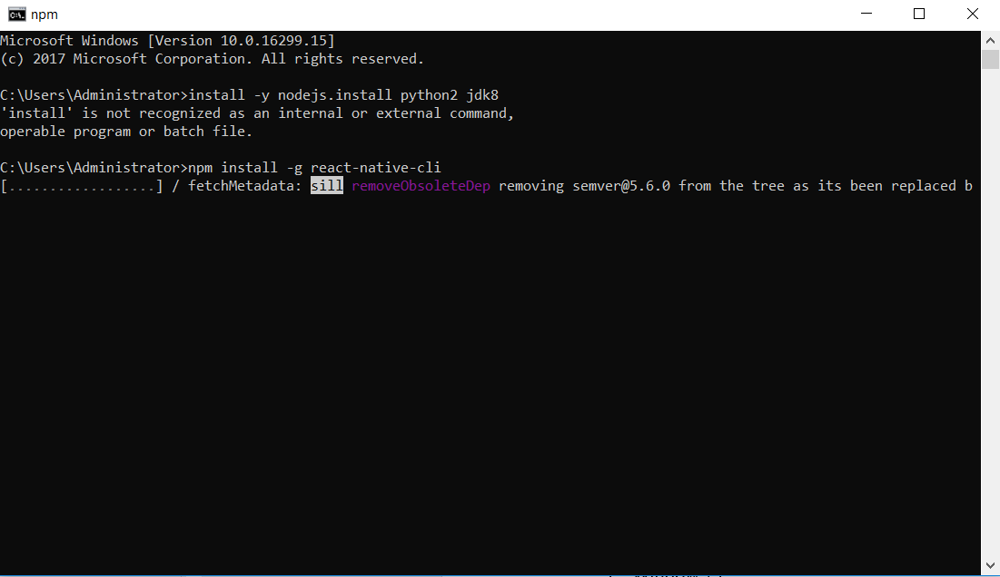 npm
Microsoft Windows [Version 10.0.16299.15]
(c) 2017 Microsoft Corporation. All rights reserved.
C:\Users\Administrator>install -y nodejs.install python2 jdk8
'install' is not recognized as an internal or external command,
operable program or batch file.
C:\Users\Administrator>npm install -g react-native-cli
[..................] / fetchMetadata: sill removeObsoleteDep removing semver@5.6.0 from the tree as its been replaced b